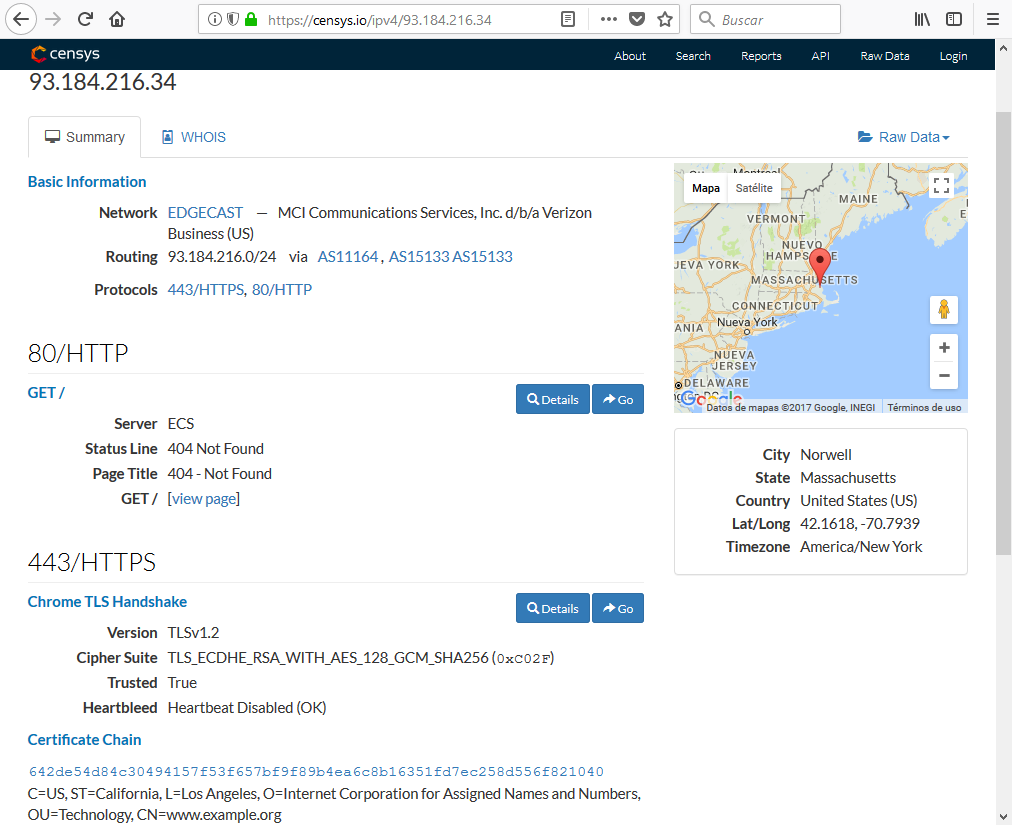 https://censys.io/ipv4/93.184.216.34
Buscar
censys
About Search Reports API Raw Data Login
93.184.216.34
Summary WHOIS Raw Data
Basic Information
Network EDGECAST — MCI Communications Services, Inc. d/b/a Verizon
Business (US)
Routing 93.184.216.0/24 via AS11164, AS15133 AS15133
Protocols 443/HTTPS, 80/HTTP
80/HTTP
GET /
Details Go
Server ECS
Status Line 404 Not Found
Page Title 404 - Not Found
GET / [view page]
443/HTTPS
Chrome TLS Handshake
Details Go
Version TLSv1.2
Cipher Suite TLS_ECDHE_RSA_WITH_AES_128_GCM_SHA256 (0xC02F)
Trusted True
Heartbleed Heartbeat Disabled (OK)
Certificate Chain
642de54d84c30494157f53f657bf9f89b4ea6c8b16351fd7ec258d556f821040
C=US, ST=California, L=Los Angeles, O=Internet Corporation for Assigned Names and Numbers,
OU=Technology, CN=www.example.org
Mapa Satélite
MAINE
VERMONT
NUEVO
HAMPSHIRE
MASSACHUSETTS
CONNECTICUT
Nueva York
NUEVA
JERSEY
DELAWARE
Google
Datos de mapas ©2017 Google, INEGI Términos de uso
City Norwell
State Massachusetts
Country United States (US)
Lat/Long 42.1618, -70.7939
Timezone America/New York